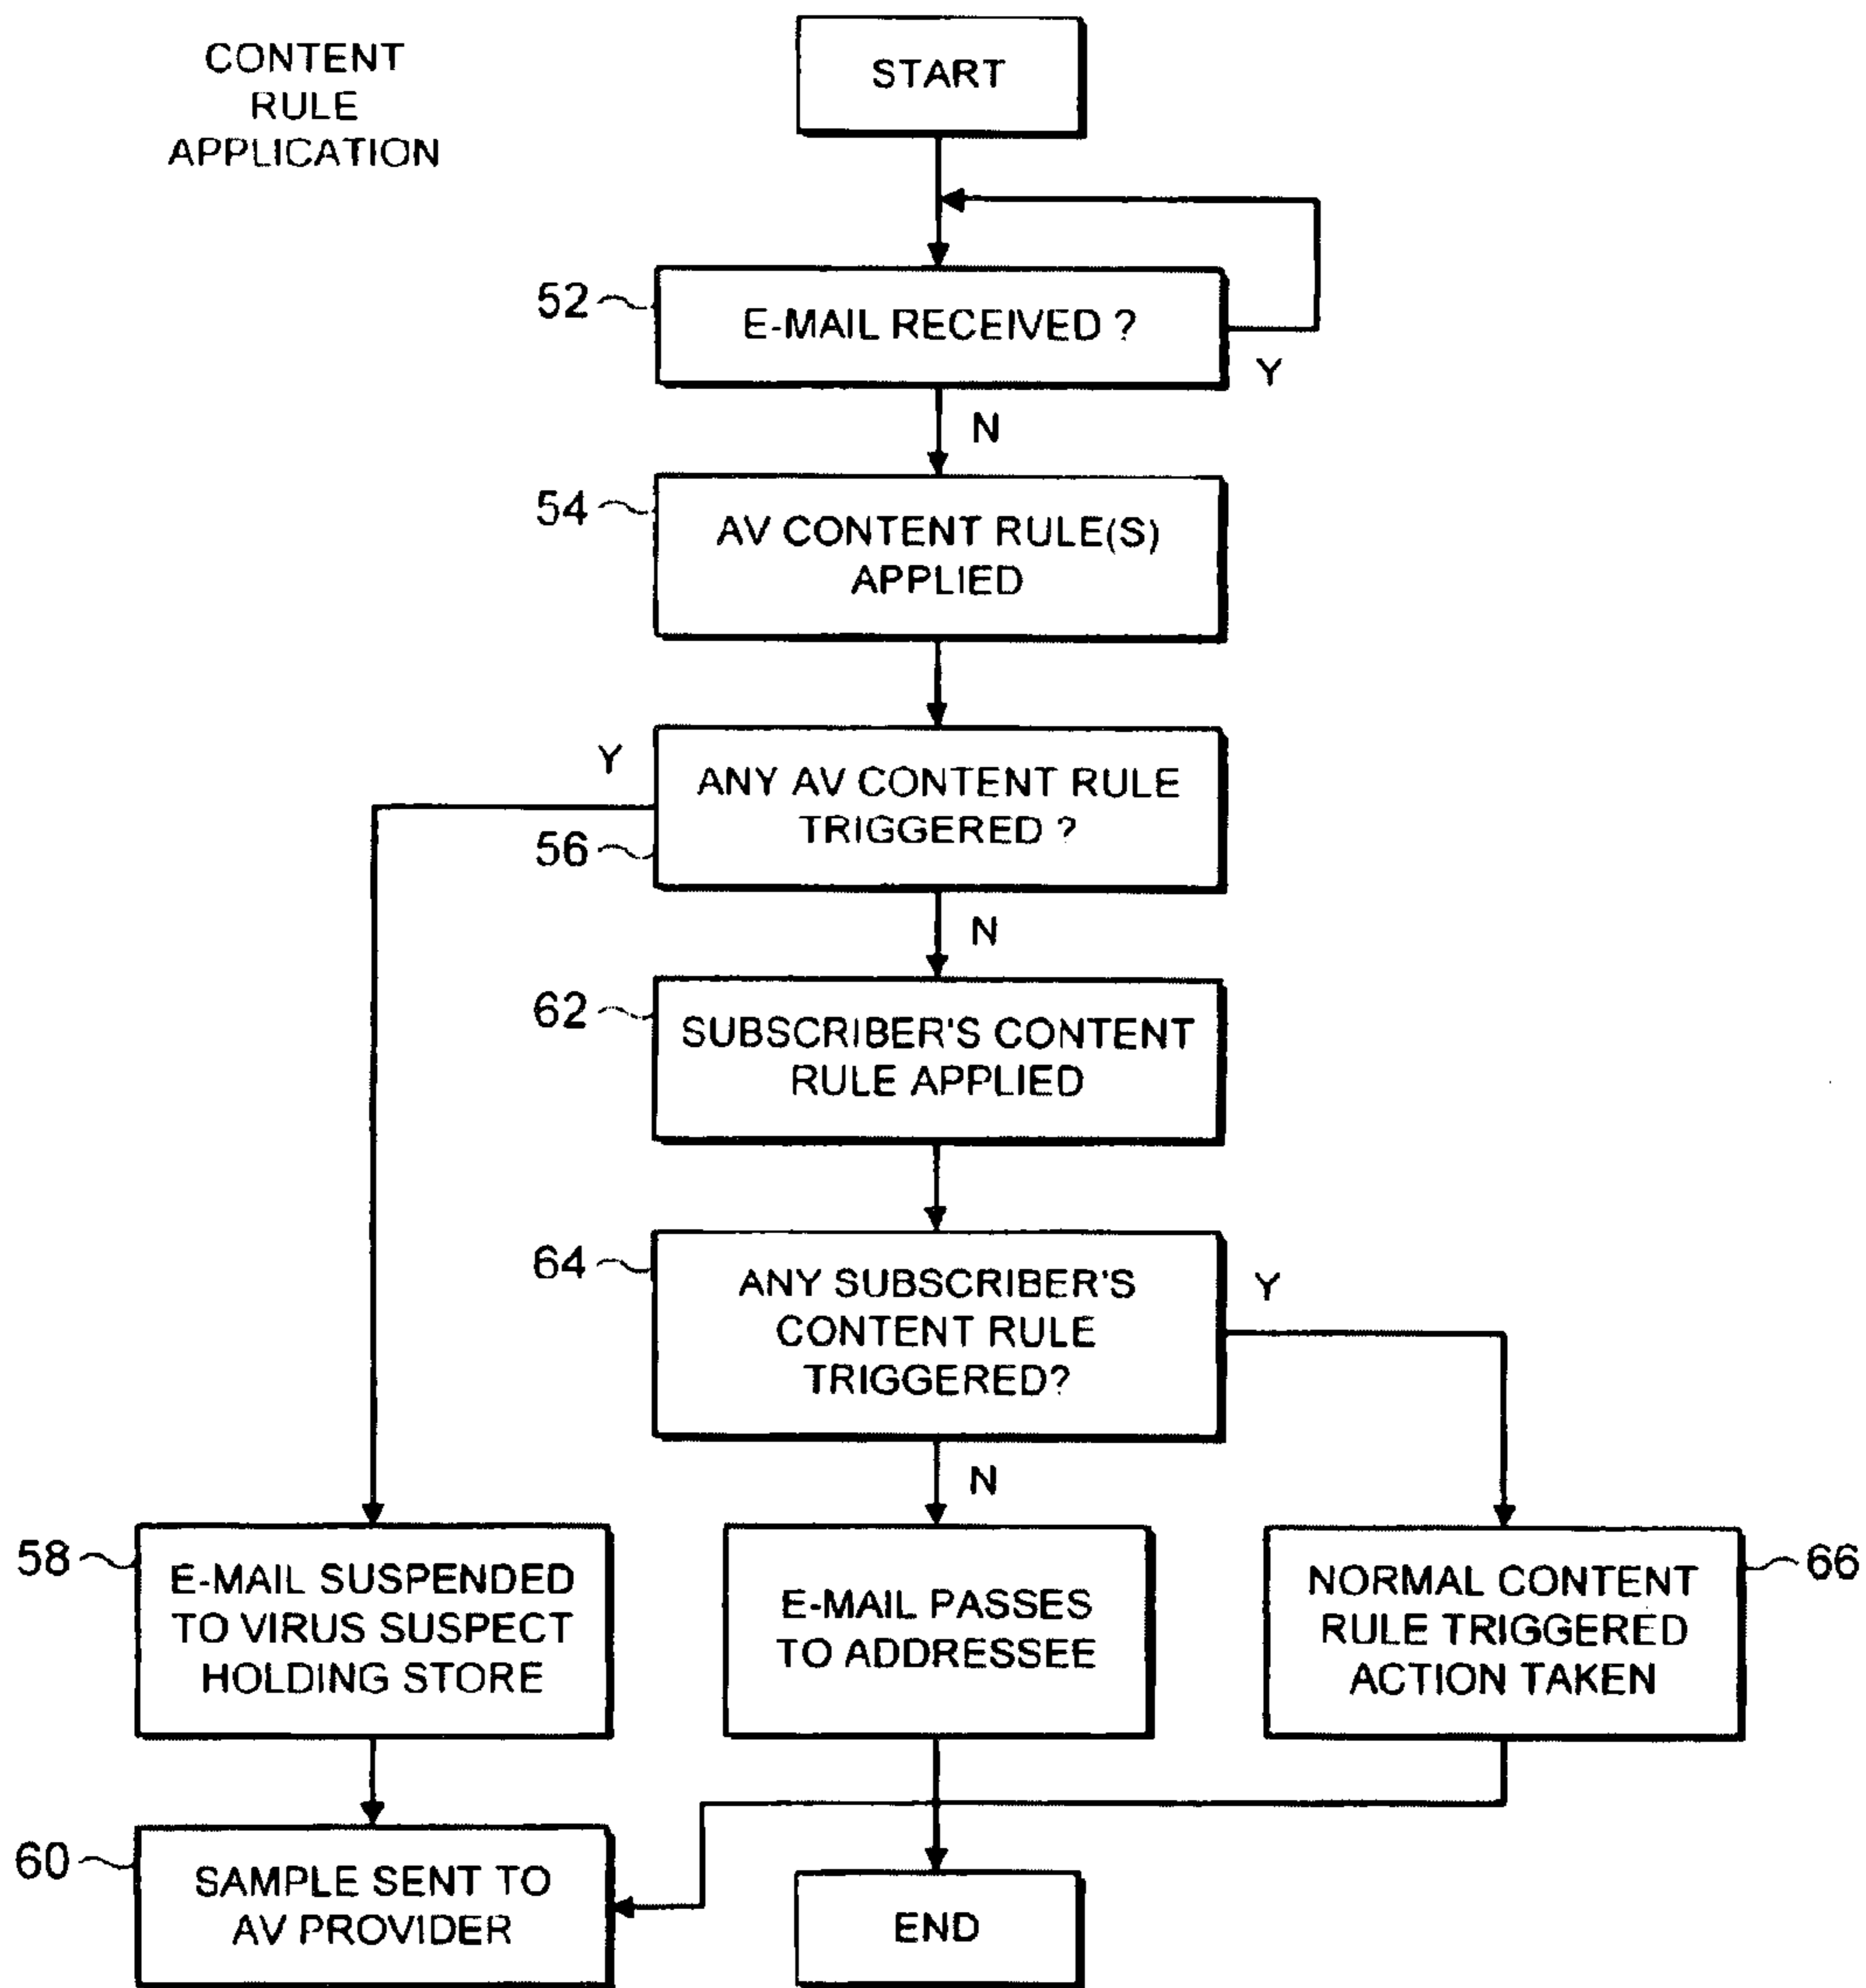 CONTENT
RULE
APPLICATION
START
52
E-MAIL RECEIVED ?
Y
N
54
AV CONTENT RULE(S)
APPLIED
Y
ANY AV CONTENT RULE
TRIGGERED ?
56
N
62
SUBSCRIBER'S CONTENT
RULE APPLIED
64
ANY SUBSCRIBER'S
CONTENT RULE
TRIGGERED?
Y
N
58
E-MAIL SUSPENDED
TO VIRUS SUSPECT
HOLDING STORE
E-MAIL PASSES
TO ADDRESSEE
NORMAL CONTENT
RULE TRIGGERED
ACTION TAKEN
66
60
SAMPLE SENT TO
AV PROVIDER
END